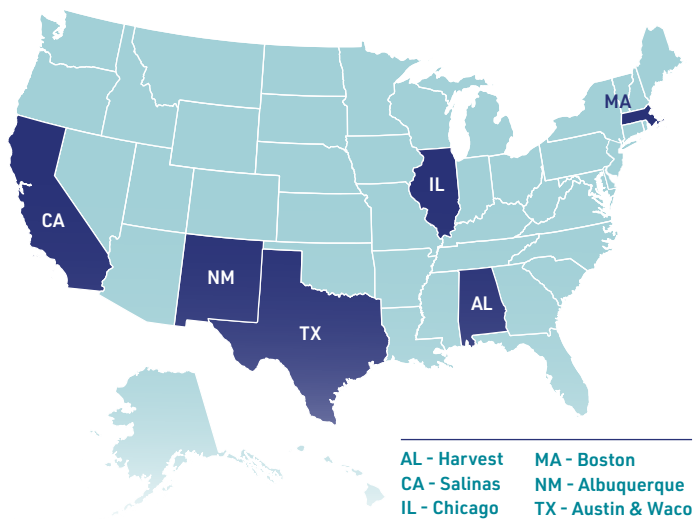 MA
IL
CA
NM
AL
TX
AL - Harvest
CA - Salinas
IL - Chicago
MA - Boston
NM - Albuquerque
TX - Austin & Waco